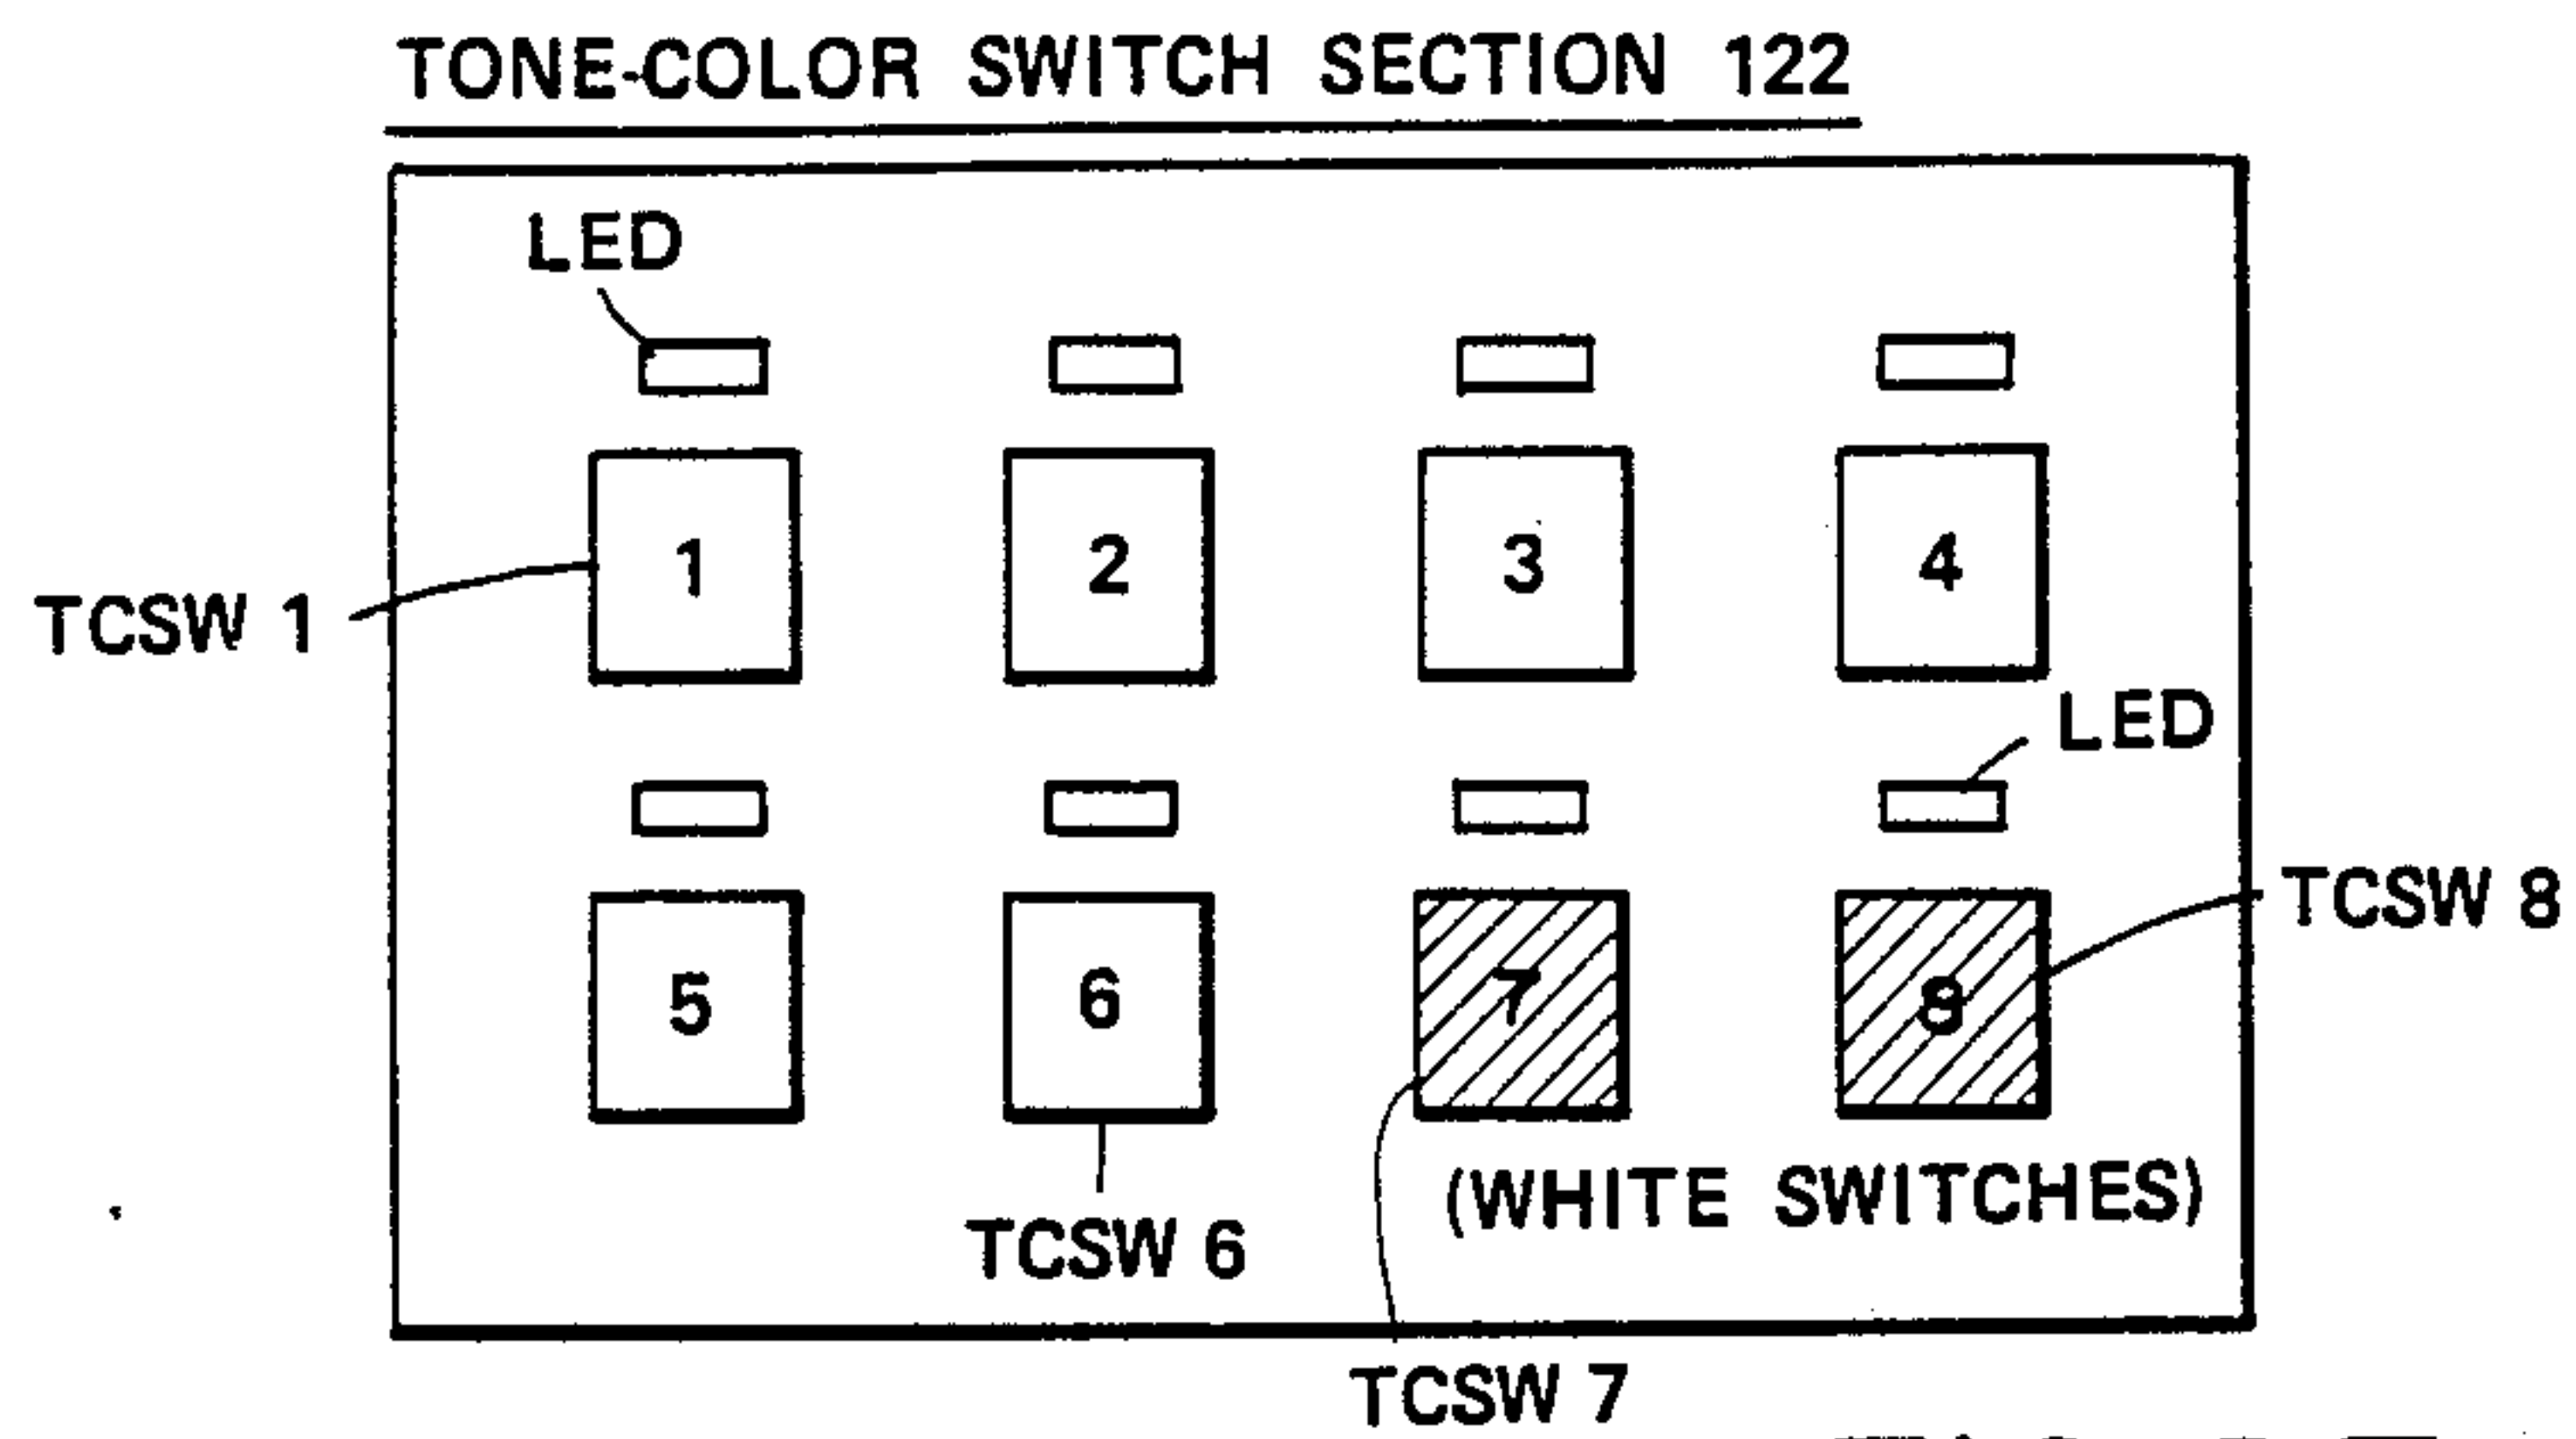 TONE-COLOR SWITCH SECTION 122
LED
1 2 3 4
TCSW 1
LED
5 6 7 8
TCSW 8
(WHITE SWITCHES)
TCSW 6
TCSW 7